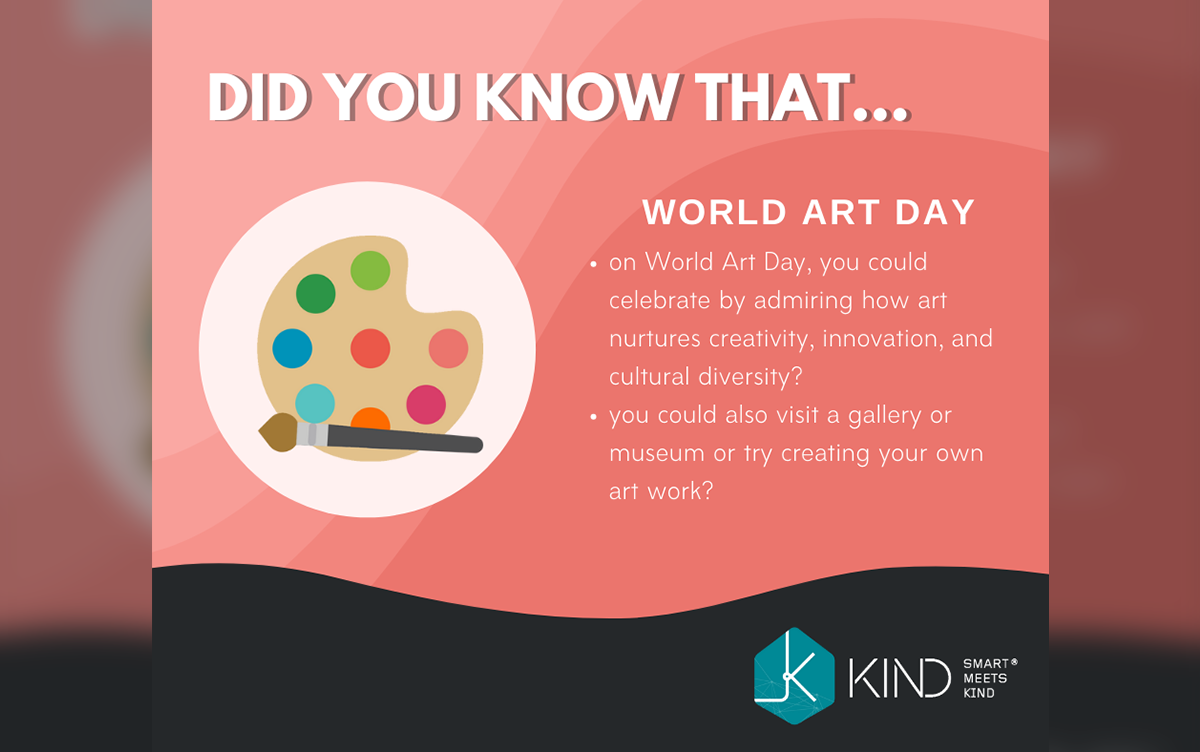 DID YOU KNOW THAT...
WORLD ART DAY
• on World Art Day, you could
celebrate by admiring how art
nurtures creativity, innovation, and
cultural diversity?
• you could also visit a gallery or
museum or try creating your own
art work?
KIND
SMART®
MEETS
KIND